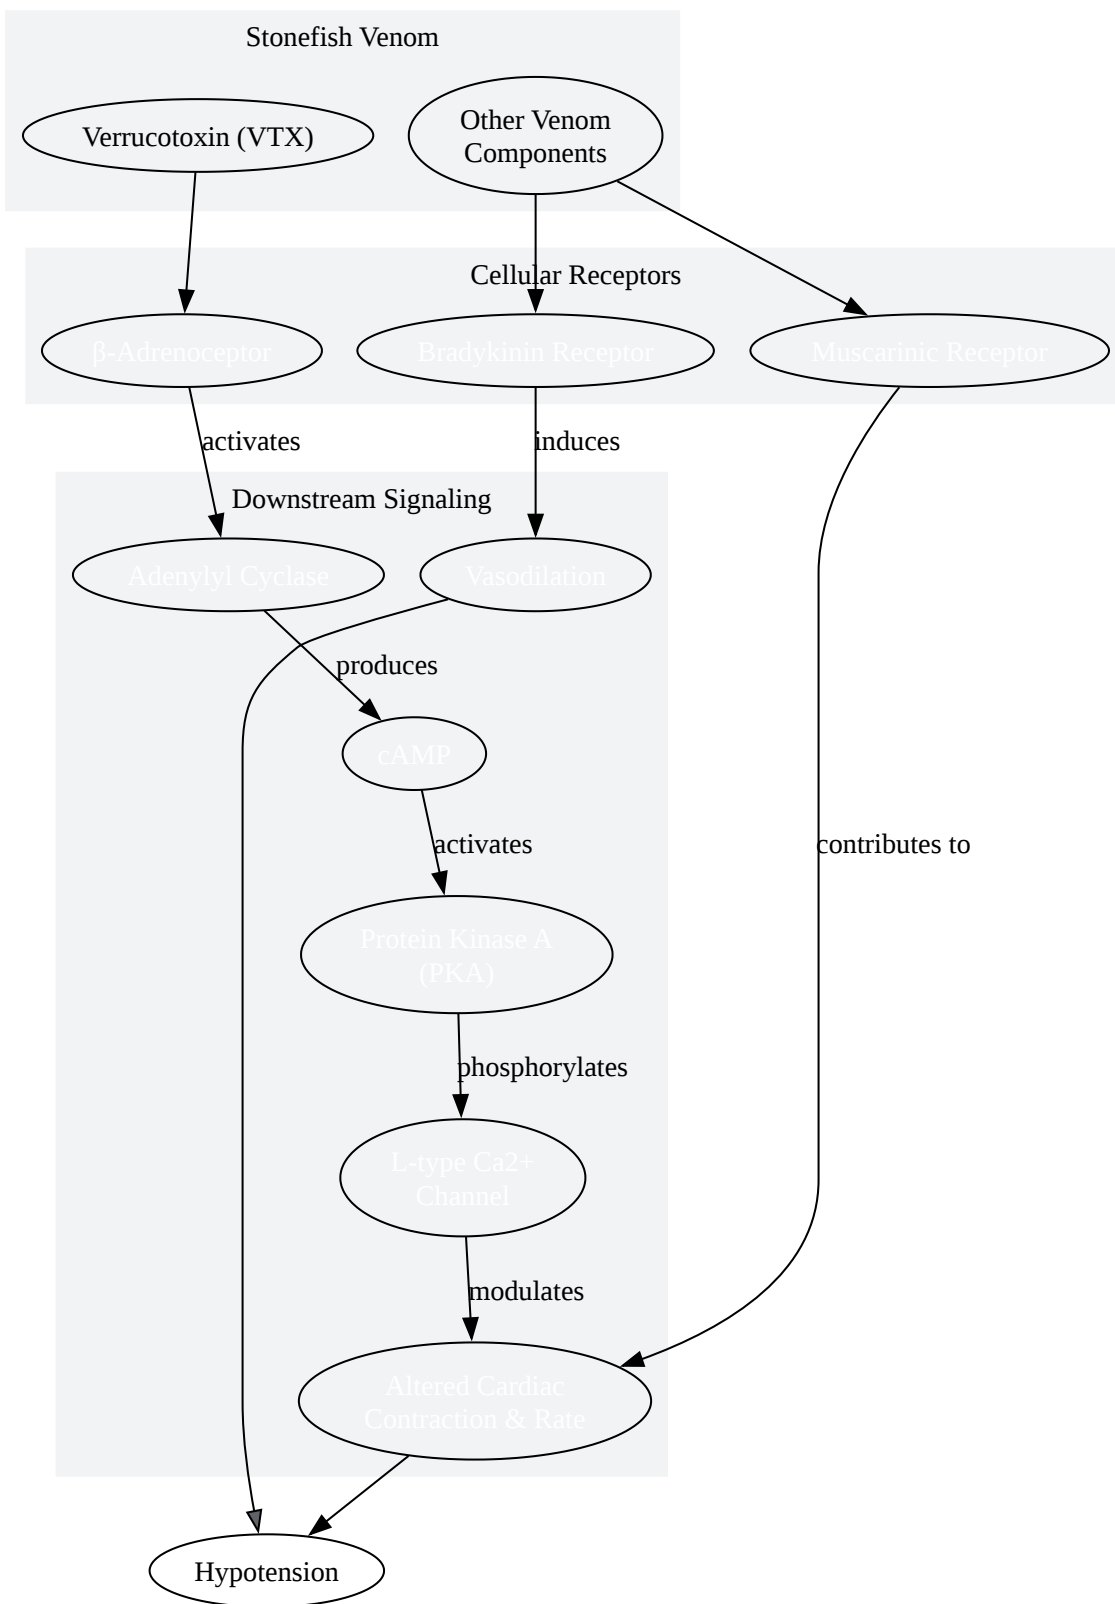 Stonefish Venom
Verrucotoxin (VTX)
Other Venom
Components
Cellular Receptors
β-Adrenoceptor
Bradykinin Receptor
Muscarinic Receptor
activates
induces
Downstream Signaling
Adenylyl Cyclase
Vasodilation
produces
cAMP
activates
contributes to
Protein Kinase A
(PKA)
phosphorylates
L-type Ca2+
Channel
modulates
Altered Cardiac
Contraction & Rate
Hypotension